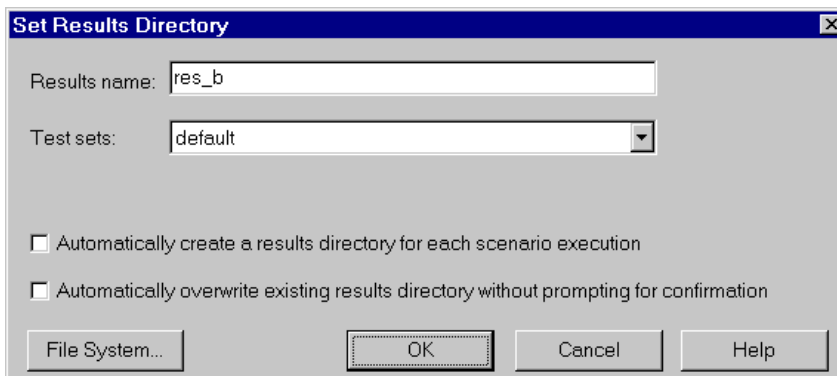 Set Results Directory
Results name: res_b
Test sets: default
Automatically create a results directory for each scenario execution
Automatically overwrite existing results directory without prompting for confirmation
File System... OK Cancel Help